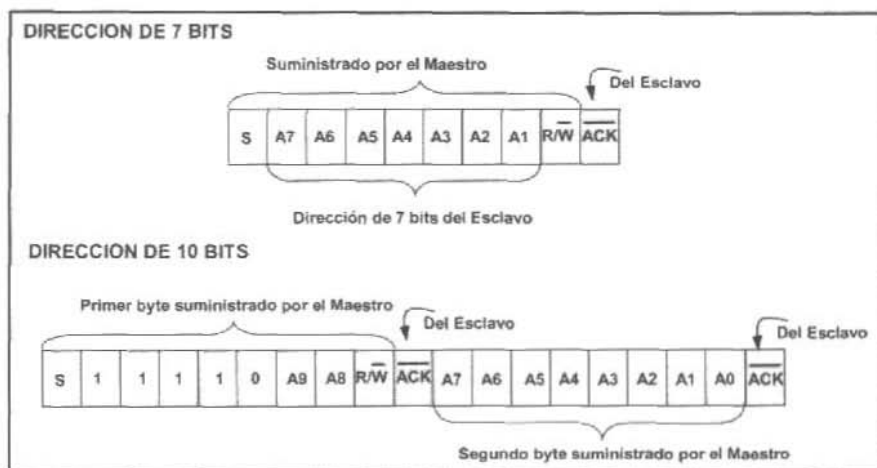 DIRECCION DE 7 BITS
Suministrado por el Maestro
Del Esclavo
S A7 A6 A5 A4 A3 A2 A1 R/W̅ A̅C̅K̅
Dirección de 7 bits del Esclavo
DIRECCION DE 10 BITS
Primer byte suministrado por el Maestro
Del Esclavo
Del Esclavo
S 1 1 1 1 0 A9 A8 R/W̅ A̅C̅K̅ A7 A6 A5 A4 A3 A2 A1 A0 A̅C̅K̅
Segundo byte suministrado por el Maestro